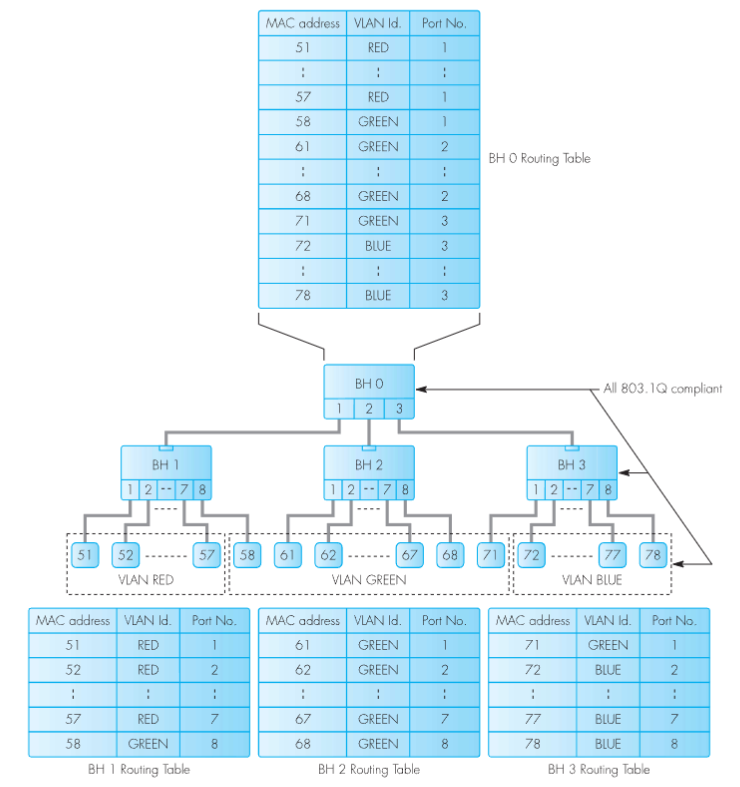 MAC address VLAN Id. Port No.
51 RED 1
¦ ¦ ¦
57 RED 1
58 GREEN 1
61 GREEN 2
¦ ¦ ¦
68 GREEN 2
71 GREEN 3
72 BLUE 3
¦ ¦ ¦
78 BLUE 3
BH 0 Routing Table
BH 0
1 2 3
All 803.1Q compliant
BH 1 BH 2 BH 3
1 2 -- 7 8 1 2 -- 7 8 1 2 -- 7 8
51 52 57 58 61 62 67 68 71 72 77 78
VLAN RED VLAN GREEN VLAN BLUE
MAC address VLAN Id. Port No.
51 RED 1
52 RED 2
¦ ¦ ¦
57 RED 7
58 GREEN 8
BH 1 Routing Table
MAC address VLAN Id. Port No.
61 GREEN 1
62 GREEN 2
¦ ¦ ¦
67 GREEN 7
68 GREEN 8
BH 2 Routing Table
MAC address VLAN Id. Port No.
71 GREEN 1
72 BLUE 2
¦ ¦ ¦
77 BLUE 7
78 BLUE 8
BH 3 Routing Table